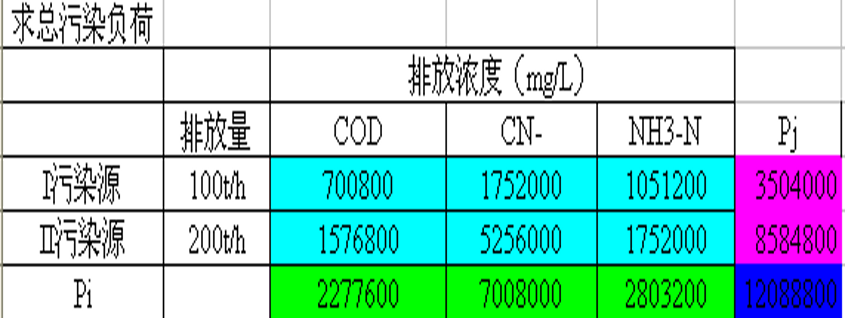 求总污染负荷
排放浓度（mg/L）
排放量 COD CN- NH3-N Pj
I污染源 100t/h 700800 1752000 1051200 3504000
II污染源 200t/h 1576800 5256000 1752000 8584800
Pi 2277600 7008000 2803200 12088800